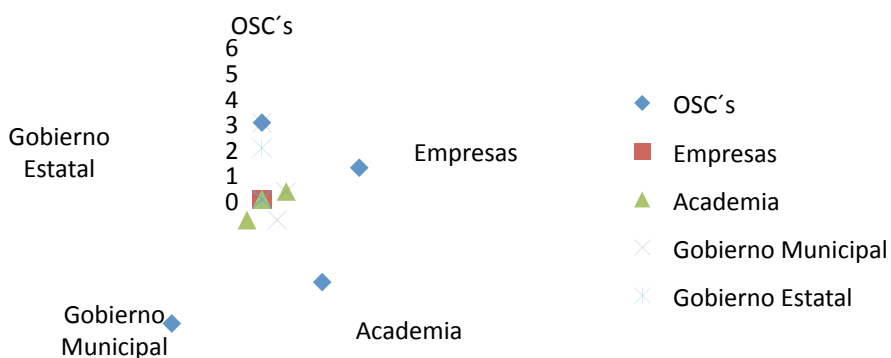 OSC´s
6
5
4
3
2
1
0
Empresas
Academia
Gobierno
Municipal
Gobierno
Estatal
OSC´s
Empresas
Academia
Gobierno Municipal
Gobierno Estatal